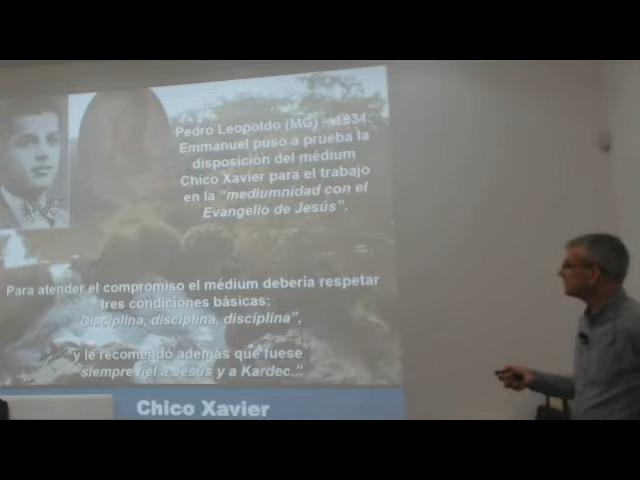 Pedro Leopoldo (MG) – 1931:
Emmanuel puso a prueba la
disposición del médium
Chico Xavier para el trabajo
en la "mediumnidad con el
Evangelio de Jesús".
Para atender el compromiso el médium debería respetar
tres condiciones básicas:
"Disciplina, disciplina, disciplina",
y le recomendó además que fuese
"siempre fiel a Jesús y a Kardec."
Chico Xavier